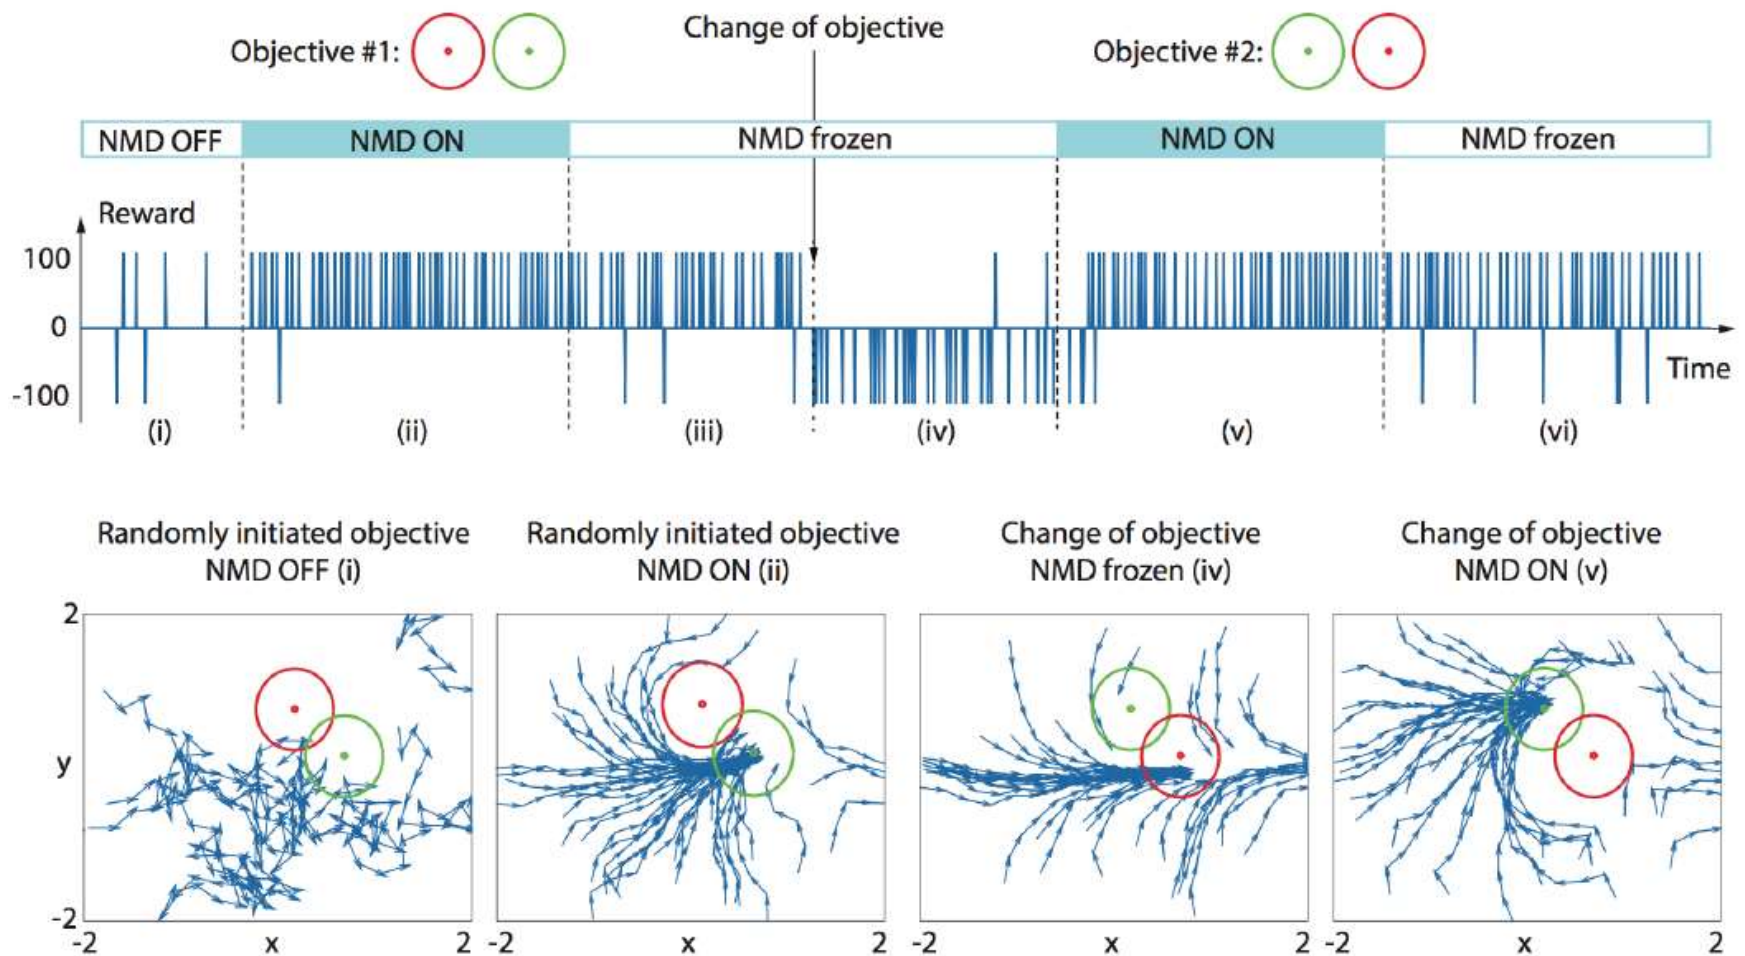 Change of objective
Objective #1:
Objective #2:
NMD OFF
NMD ON
NMD frozen
NMD ON
NMD frozen
Reward
100
0
-100
Time
(i)
(ii)
(iii)
(iv)
(v)
(vi)
Randomly initiated objective
NMD OFF (i)
Randomly initiated objective
NMD ON (ii)
Change of objective
NMD frozen (iv)
Change of objective
NMD ON (v)
2
y
-2
-2
x
2
-2
x
2
-2
x
2
-2
x
2